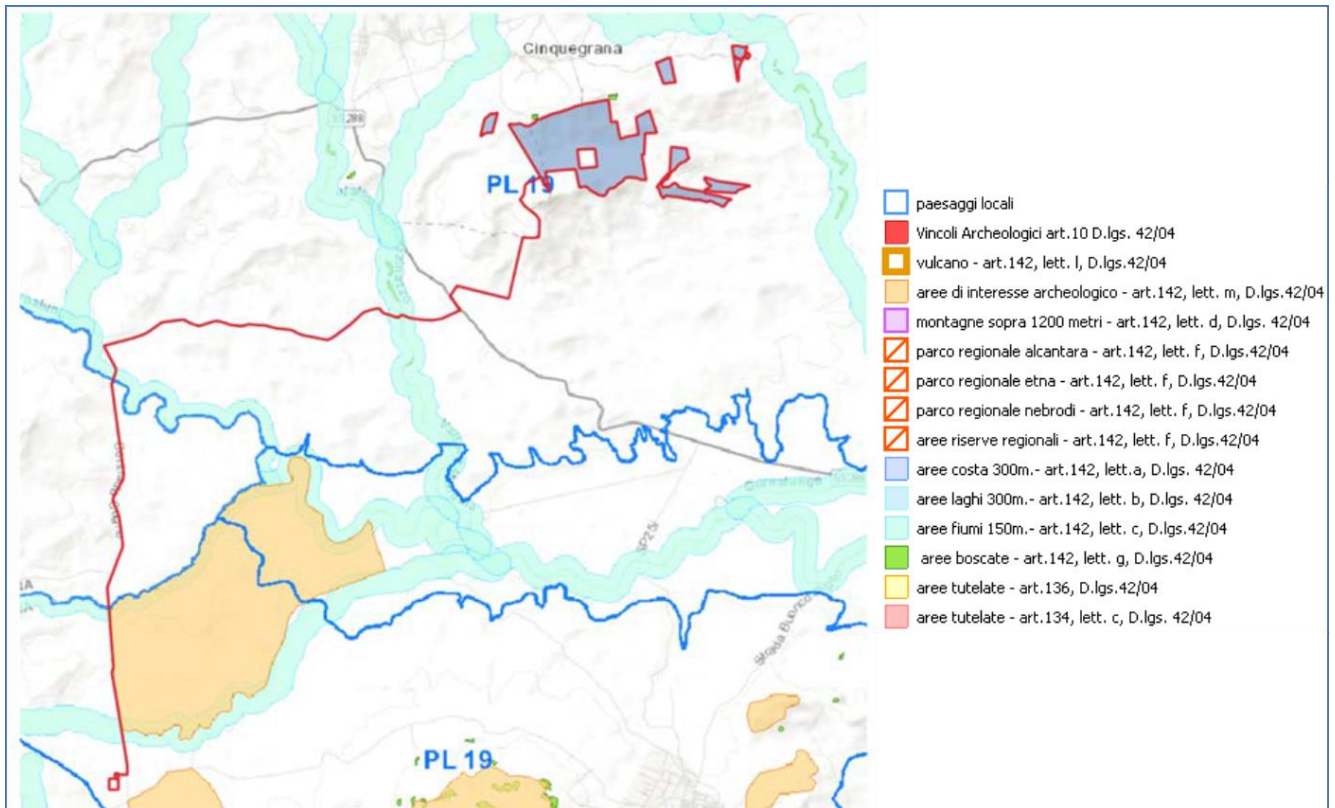 Cinquegrana
288
PL 19
SP25i
Strada Buonco
PL 19
paesaggi locali
Vincoli Archeologici art.10 D.lgs. 42/04
vulcano - art.142, lett. l, D.lgs.42/04
aree di interesse archeologico - art.142, lett. m, D.lgs.42/04
montagne sopra 1200 metri - art.142, lett. d, D.lgs. 42/04
parco regionale alcantara - art.142, lett. f, D.lgs.42/04
parco regionale etna - art.142, lett. f, D.lgs.42/04
parco regionale nebrodi - art.142, lett. f, D.lgs.42/04
aree riserve regionali - art.142, lett. f, D.lgs.42/04
aree costa 300m.- art.142, lett.a, D.lgs.42/04
aree laghi 300m.- art.142, lett. b, D.lgs. 42/04
aree fiumi 150m.- art.142, lett. c, D.lgs.42/04
aree boscate - art.142, lett. g, D.lgs.42/04
aree tutelate - art.136, D.lgs.42/04
aree tutelate - art.134, lett. c, D.lgs. 42/04